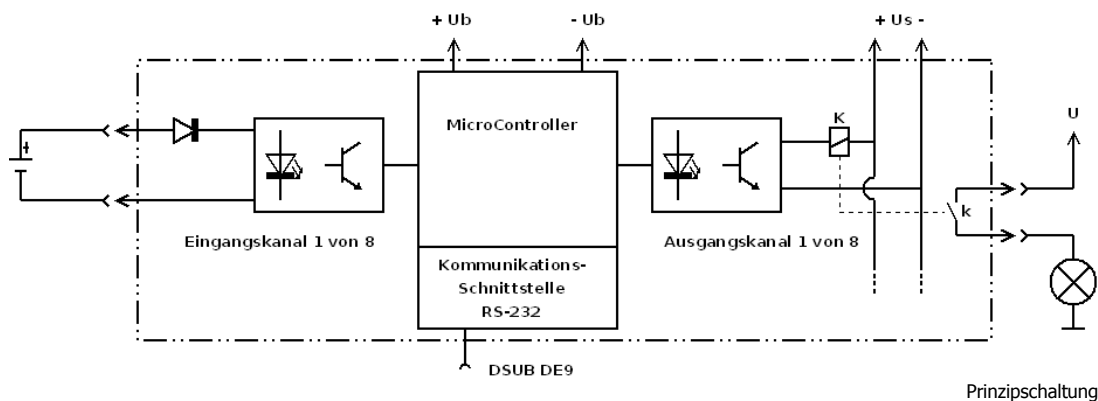 + Ub
- Ub
+ Us -
U
K
MicroController
k
Eingangskanal 1 von 8
Ausgangskanal 1 von 8
Kommunikations-
Schnittstelle
RS-232
DSUB DE9
Prinzipschaltung